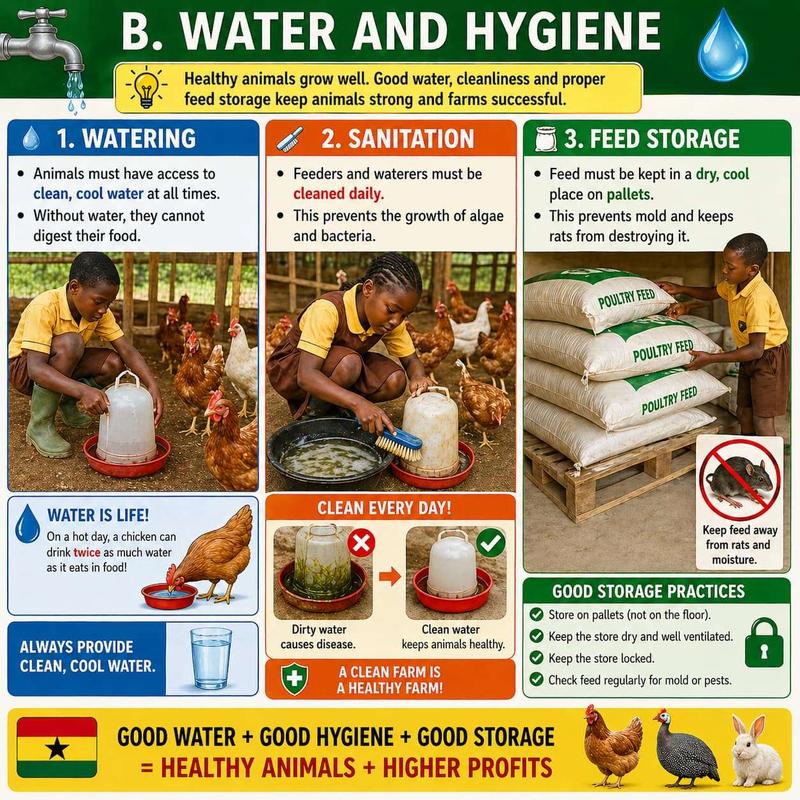 B. WATER AND HYGIENE
Healthy animals grow well. Good water, cleanliness and proper
feed storage keep animals strong and farms successful.
1. WATERING
• Animals must have access to
clean, cool water at all times.
• Without water, they cannot
digest their food.
WATER IS LIFE!
On a hot day, a chicken can
drink twice as much water
as it eats in food!
ALWAYS PROVIDE
CLEAN, COOL WATER.
2. SANITATION
• Feeders and waterers must be
cleaned daily.
• This prevents the growth of algae
and bacteria.
CLEAN EVERY DAY!
Dirty water
causes disease.
Clean water
keeps animals healthy.
A CLEAN FARM IS
A HEALTHY FARM!
3. FEED STORAGE
• Feed must be kept in a dry, cool
place on pallets.
• This prevents mold and keeps
rats from destroying it.
POULTRY FEED
POULTRY FEED
POULTRY FEED
Keep feed away
from rats and
moisture.
GOOD STORAGE PRACTICES
Store on pallets (not on the floor).
Keep the store dry and well ventilated.
Keep the store locked.
Check feed regularly for mold or pests.
GOOD WATER + GOOD HYGIENE + GOOD STORAGE
= HEALTHY ANIMALS + HIGHER PROFITS